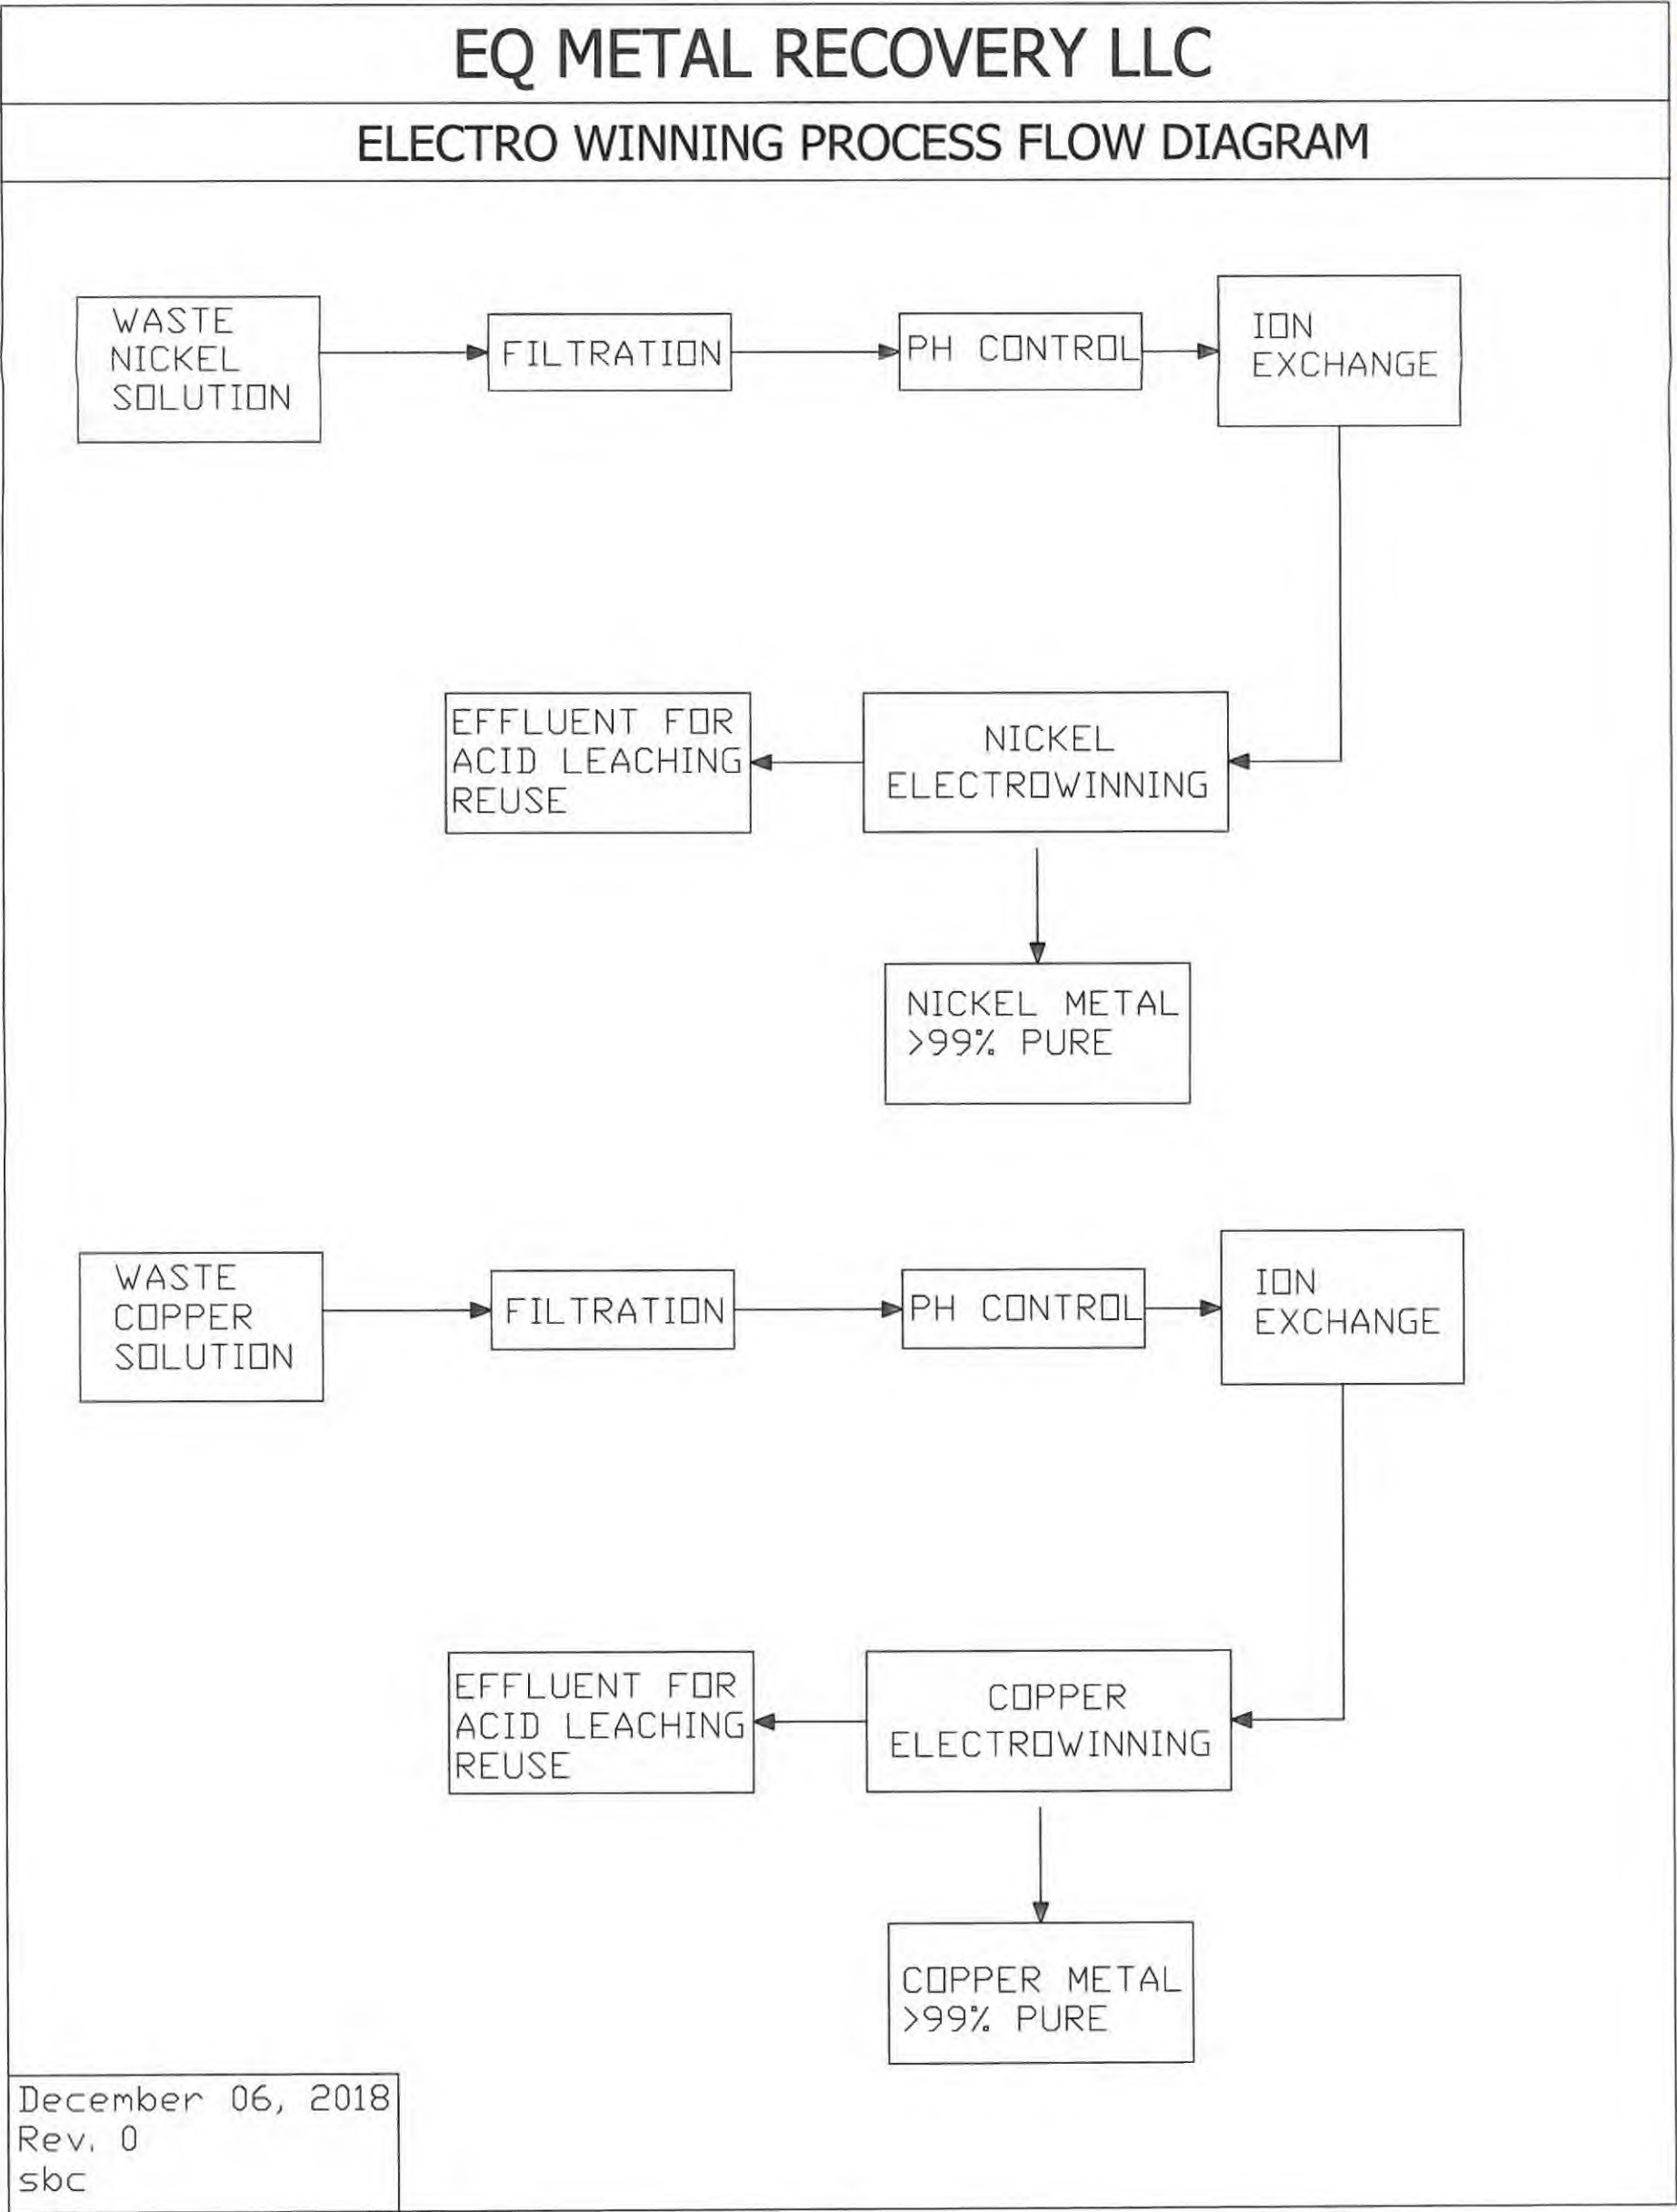 EQ METAL RECOVERY LLC
ELECTRO WINNING PROCESS FLOW DIAGRAM
WASTE
NICKEL
SOLUTION
FILTRATION
PH CONTROL
ION
EXCHANGE
EFFLUENT FOR
ACID LEACHING
REUSE
NICKEL
ELECTROWINNING
NICKEL METAL
>99% PURE
WASTE
COPPER
SOLUTION
FILTRATION
PH CONTROL
ION
EXCHANGE
EFFLUENT FOR
ACID LEACHING
REUSE
COPPER
ELECTROWINNING
COPPER METAL
>99% PURE
December 06, 2018
Rev. 0
sbc